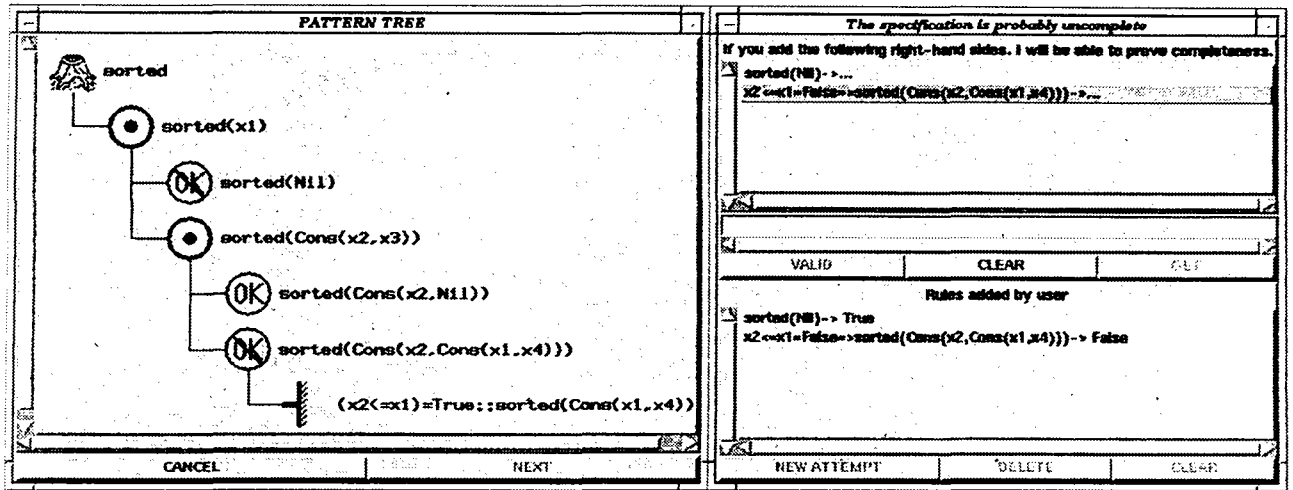 PATTERN TREE
sorted
sorted(x1)
OK sorted(Nil)
sorted(Cons(x2,x3))
OK sorted(Cons(x2,Nil))
OK sorted(Cons(x2,Cons(x1,x4)))
(x2<=x1)=True::sorted(Cons(x1,x4))
CANCEL NEXT
The specification is probably uncomplete
If you add the following right-hand sides. I will be able to prove completeness.
sorted(Nil)->...
x2<=x1=False=>sorted(Cons(x2,Cons(x1,x4)))->...
VALID CLEAR GET
Rules added by user
sorted(Nil)-> True
x2<=x1=False=>sorted(Cons(x2,Cons(x1,x4)))-> False
NEW ATTEMPT DELETE CLEAR